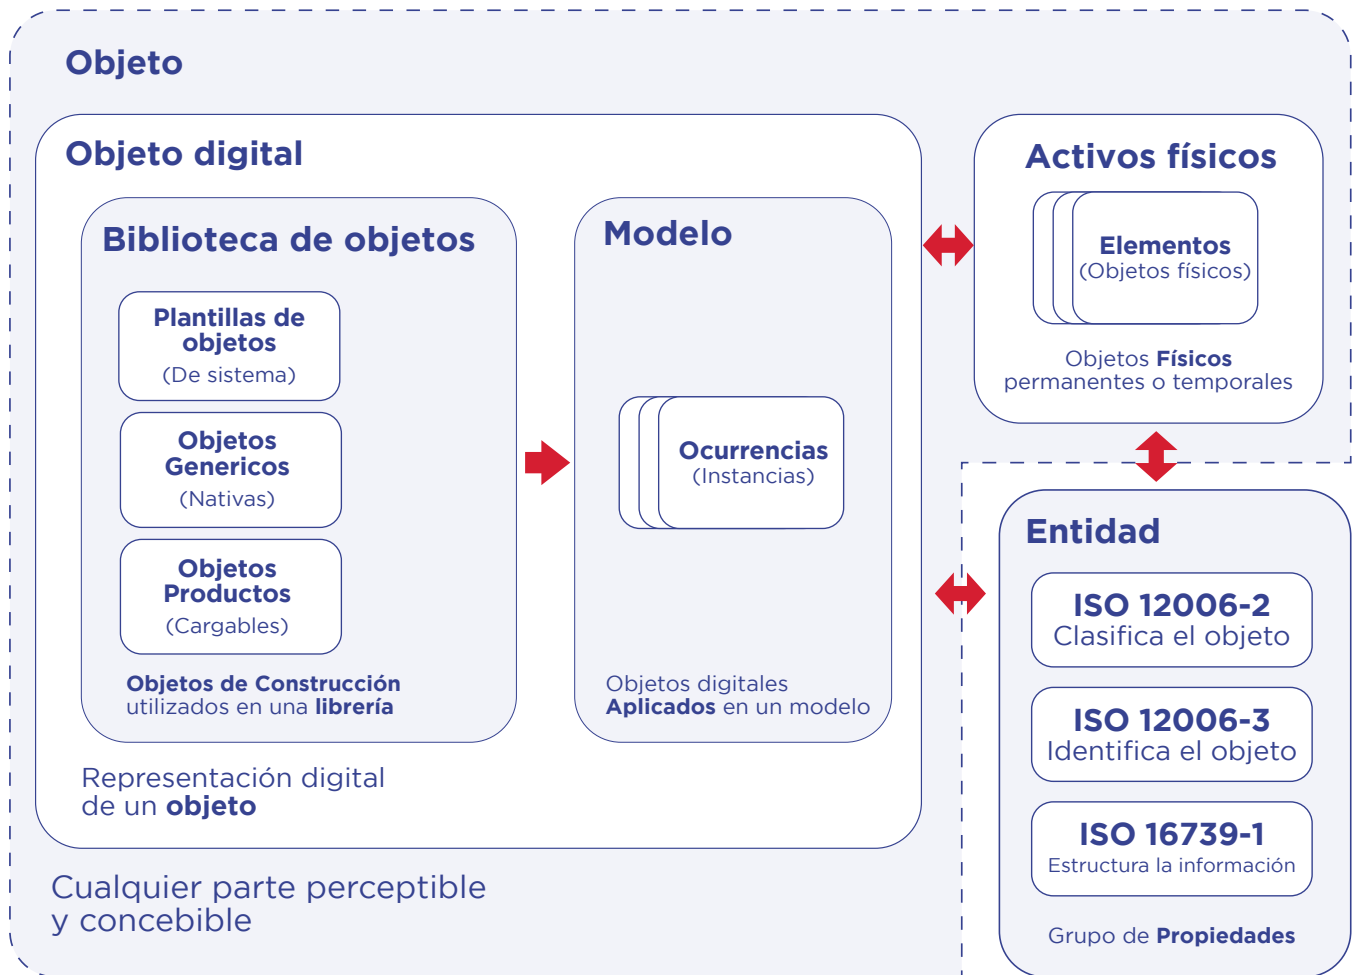 Objeto
Objeto digital
Biblioteca de objetos
Plantillas de
objetos
(De sistema)
Objetos
Genericos
(Nativas)
Objetos
Productos
(Cargables)
Objetos de Construcción
utilizados en una librería
Modelo
Ocurrencias
(Instancias)
Objetos digitales
Aplicados en un modelo
Representación digital
de un objeto
Cualquier parte perceptible
y concebible
Activos físicos
Elementos
(Objetos físicos)
Objetos Físicos
permanentes o temporales
Entidad
ISO 12006-2
Clasifica el objeto
ISO 12006-3
Identifica el objeto
ISO 16739-1
Estructura la información
Grupo de Propiedades